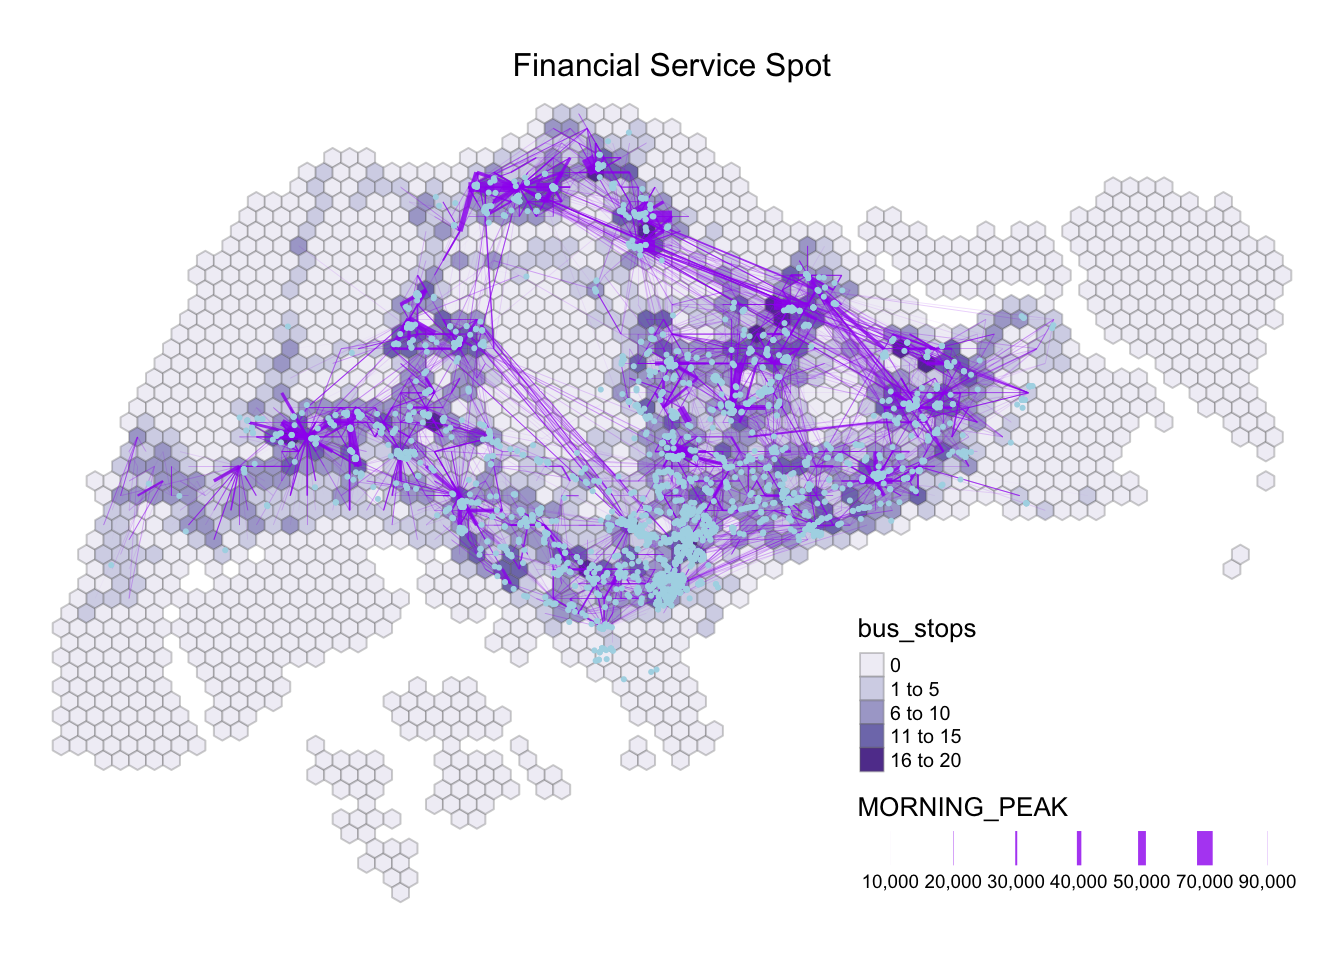 Financial Service Spot
bus_stops
0
1 to 5
6 to 10
11 to 15
16 to 20
MORNING_PEAK
10,000 20,000 30,000 40,000 50,000 70,000 90,000